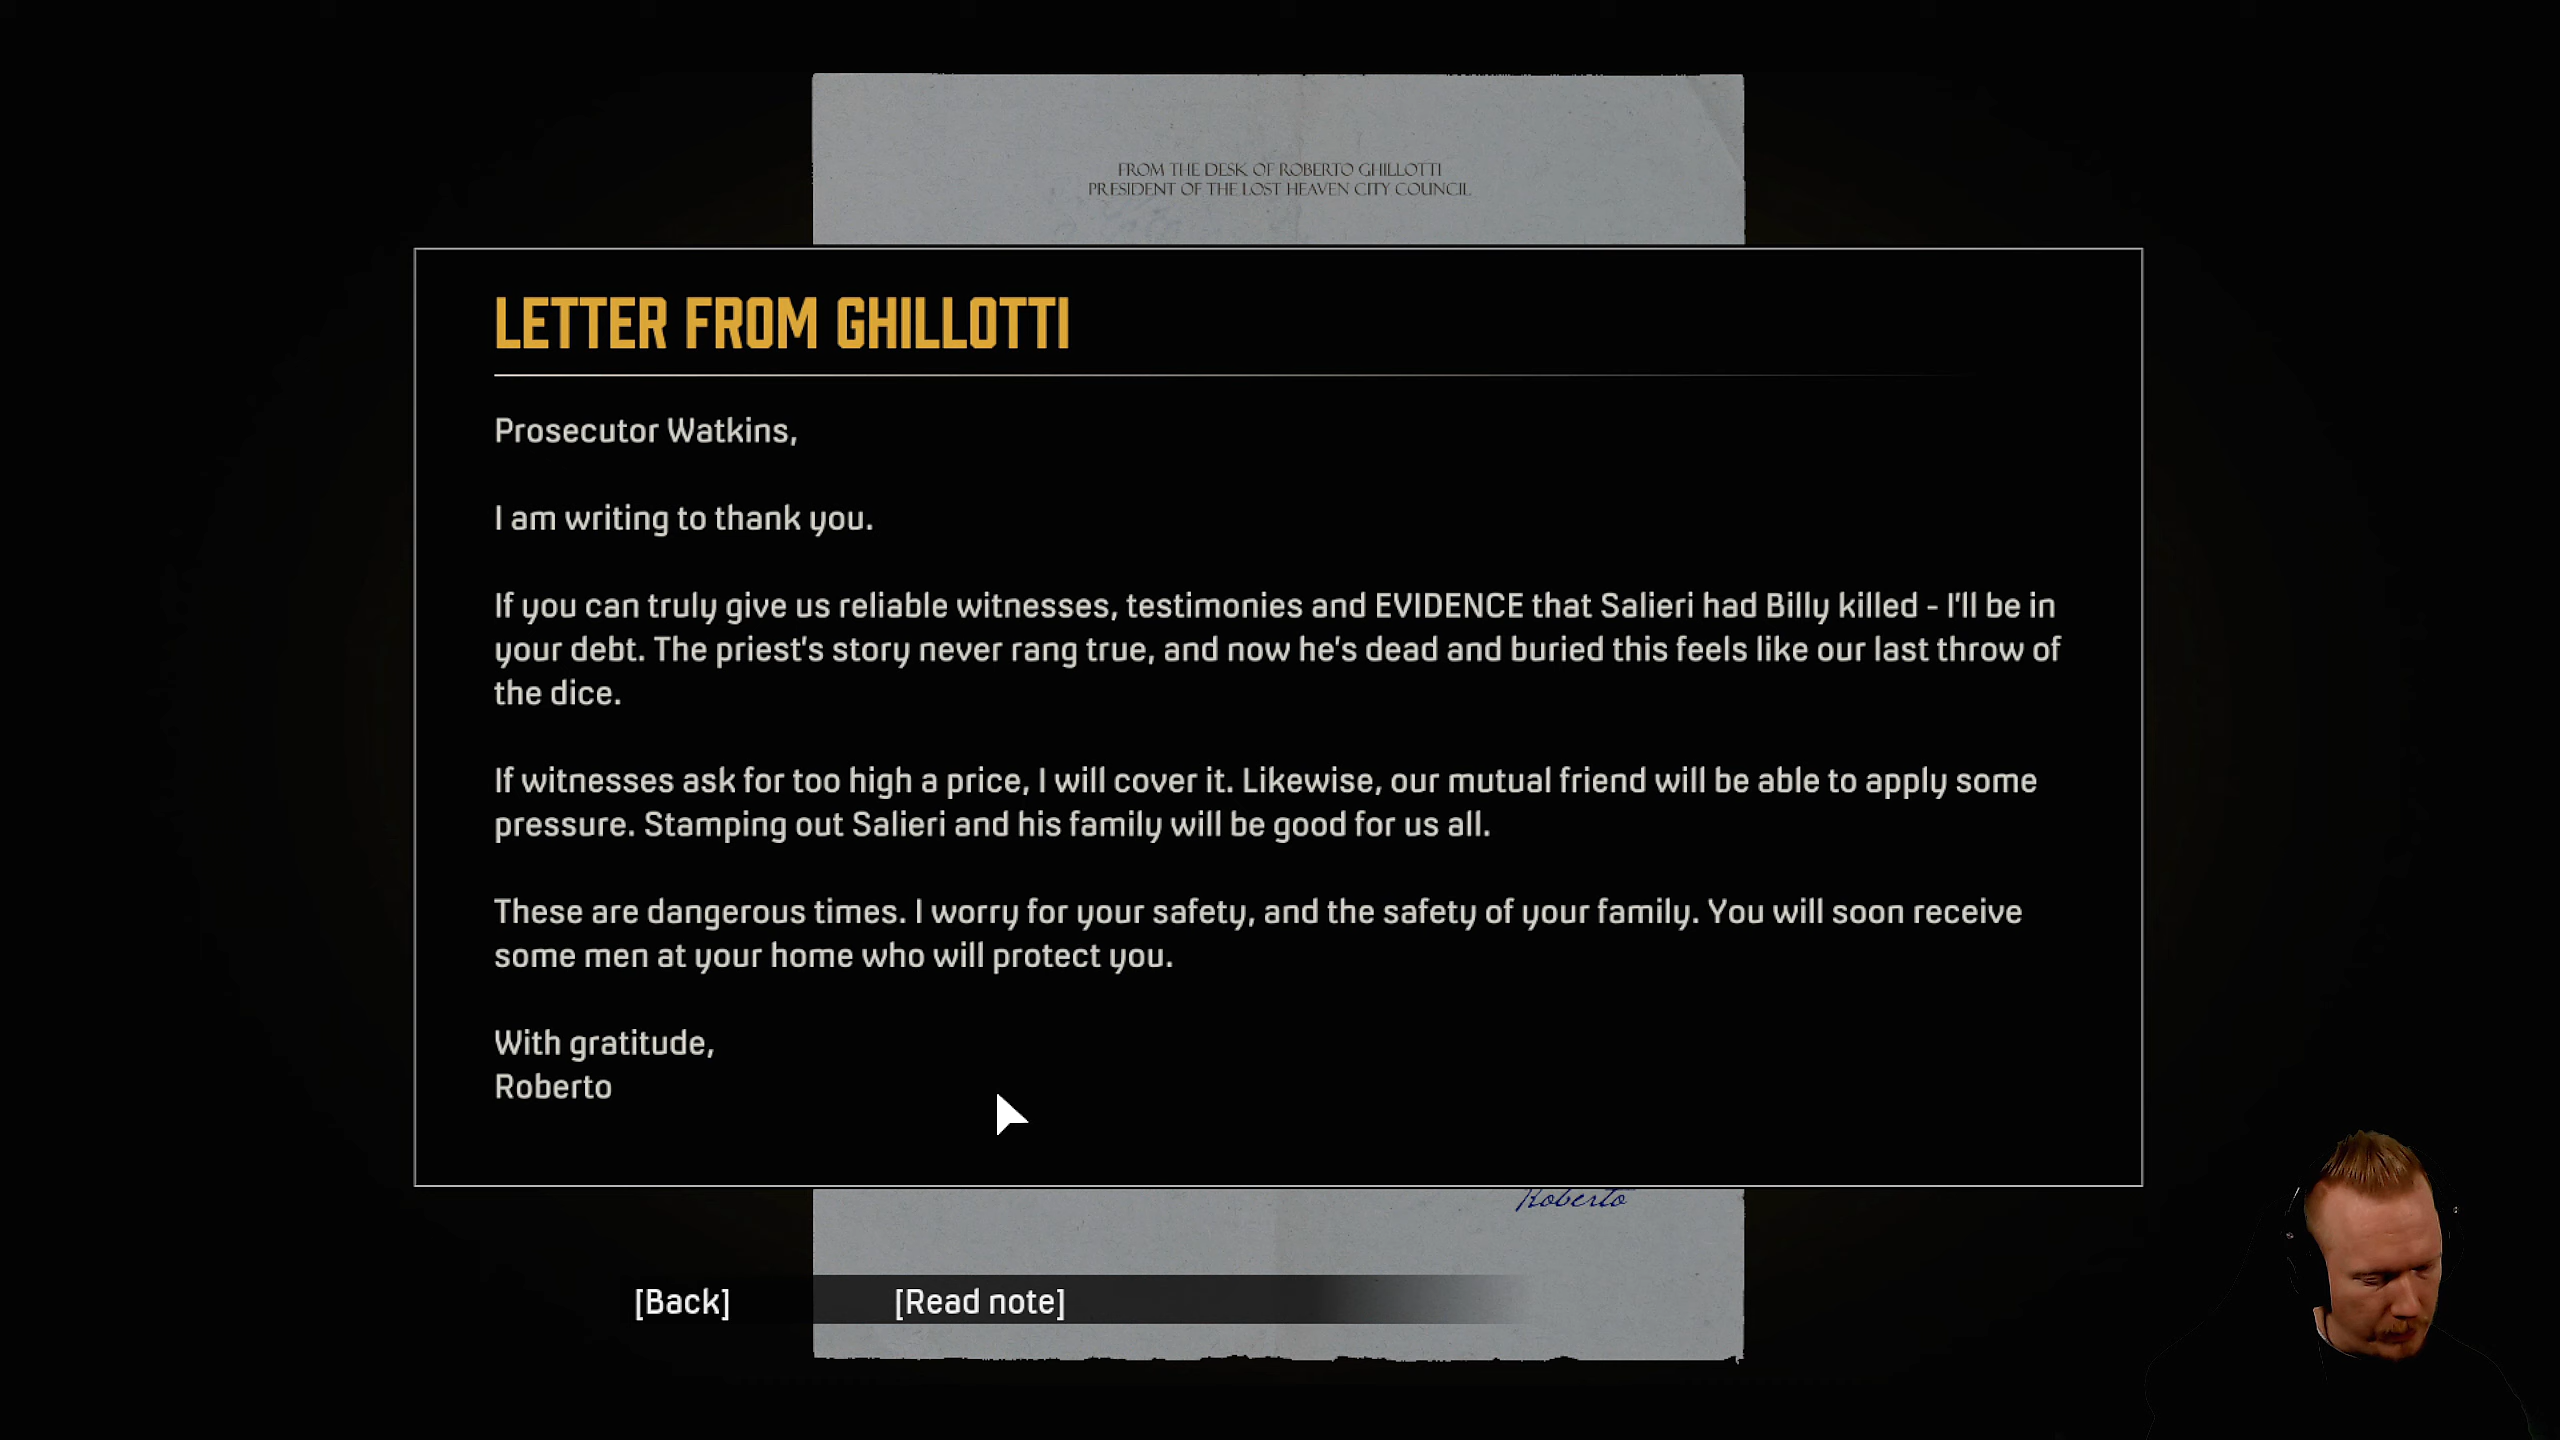 FROM THE DESK OF ROBERTO GHILLOTTI
PRESIDENT OF THE LOST HEAVEN CITY COUNCIL
LETTER FROM GHILLOTTI
Prosecutor Watkins,
I am writing to thank you.
If you can truly give us reliable witnesses, testimonies and EVIDENCE that Salieri had Billy killed - I'll be in
your debt. The priest's story never rang true, and now he's dead and buried this feels like our last throw of
the dice.
If witnesses ask for too high a price, I will cover it. Likewise, our mutual friend will be able to apply some
pressure. Stamping out Salieri and his family will be good for us all.
These are dangerous times. I worry for your safety, and the safety of your family. You will soon receive
some men at your home who will protect you.
With gratitude,
Roberto
Roberto
[Back] [Read note]